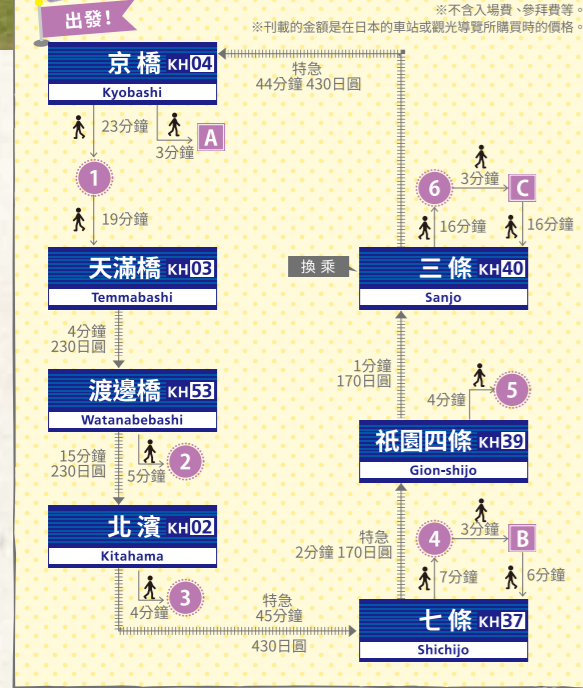 ※不含入場費、參拜費等。
※刊載的金額是在日本的車站或觀光導覽所購買時的價格。
出發!
京橋 KH04
Kyobashi
23分鐘
3分鐘
A
1
19分鐘
天滿橋 KH03
Temmabashi
4分鐘
230日圓
渡邊橋 KH53
Watanabebashi
15分鐘
230日圓
5分鐘
2
北濱 KH02
Kitahama
4分鐘
3
特急
45分鐘
430日圓
七條 KH37
Shichijo
7分鐘
4
3分鐘
B
6分鐘
特急
2分鐘 170日圓
祇園四條 KH39
Gion-shijo
4分鐘
5
1分鐘
170日圓
換乘
三條 KH40
Sanjo
16分鐘
6
3分鐘
C
16分鐘
特急
44分鐘 430日圓